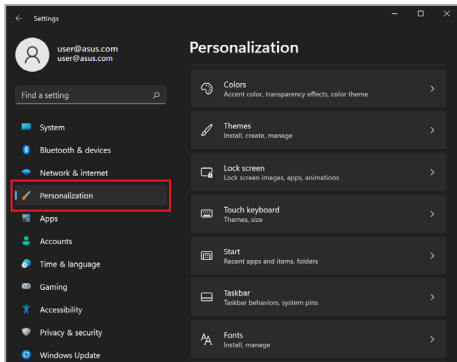 Settings
user@asus.com
user@asus.com
Find a setting
System
Bluetooth & devices
Network & internet
Personalization
Apps
Accounts
Time & language
Gaming
Accessibility
Privacy & security
Windows Update
Personalization
Colors
Accent color, transparency effects, color theme
Themes
Install, create, manage
Lock screen
Lock screen images, apps, animations
Touch keyboard
Themes, size
Start
Recent apps and items, folders
Taskbar
Taskbar behaviors, system pins
Fonts
Install, manage